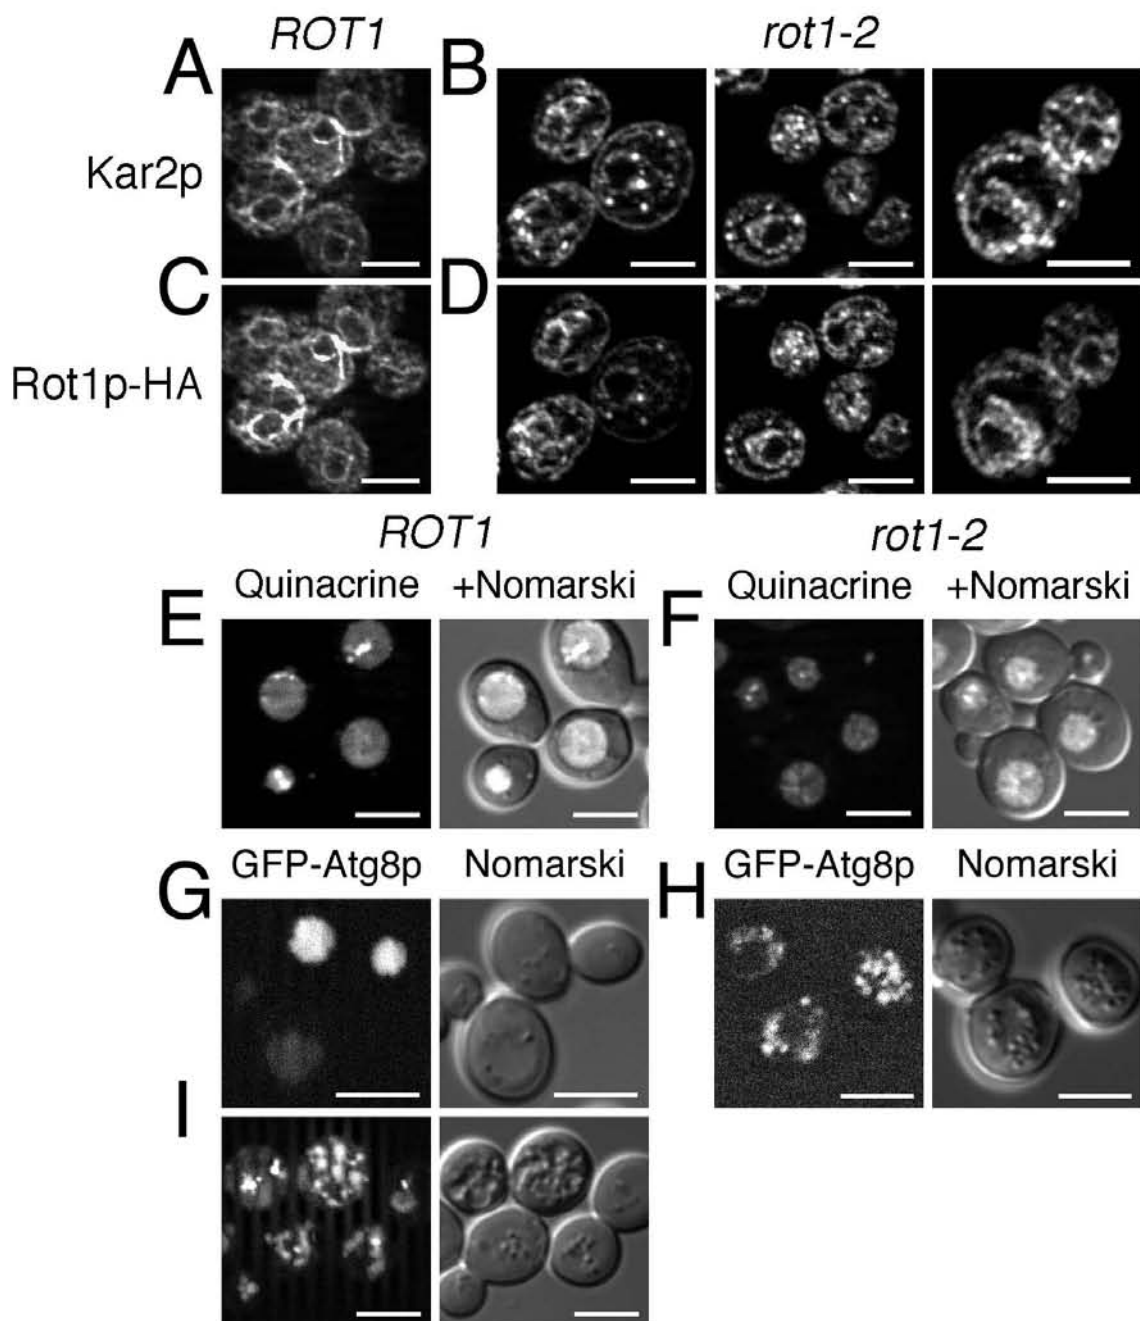 ROT1 rot1-2
A B
Kar2p
C D
Rot1p-HA
ROT1 rot1-2
Quinacrine +Nomarski Quinacrine +Nomarski
E F
GFP-Atg8p Nomarski GFP-Atg8p Nomarski
G H
I